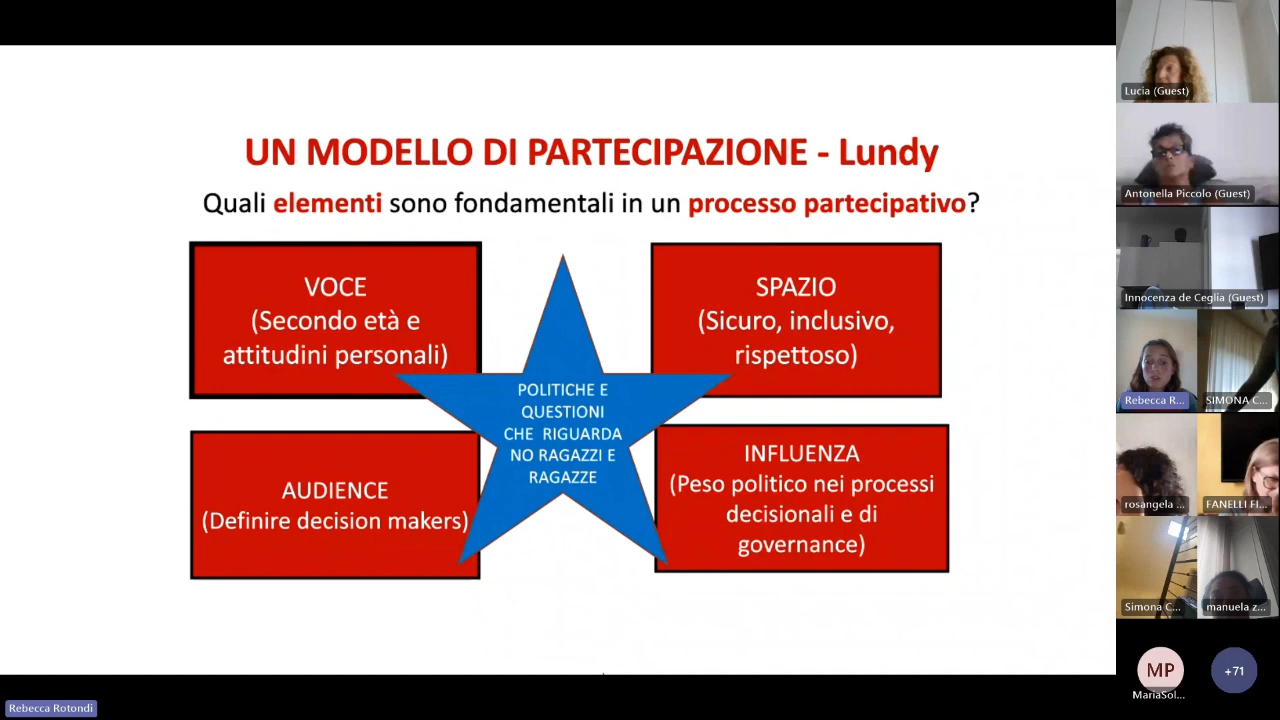 UN MODELLO DI PARTECIPAZIONE - Lundy
Quali elementi sono fondamentali in un processo partecipativo?
VOCE
(Secondo età e
attitudini personali)
SPAZIO
(Sicuro, inclusivo,
rispettoso)
POLITICHE E
QUESTIONI
CHE RIGUARDA
NO RAGAZZI E
RAGAZZE
AUDIENCE
(Definire decision makers)
INFLUENZA
(Peso politico nei processi
decisionali e di
governance)
Lucia (Guest)
Antonella Piccolo (Guest)
Innocenza de Ceglia (Guest)
Rebecca R...
SIMONA C...
rosangela ...
FANELLI FI...
Simona C...
manuela z...
MP
MariaSol...
+71
Rebecca Rotondi